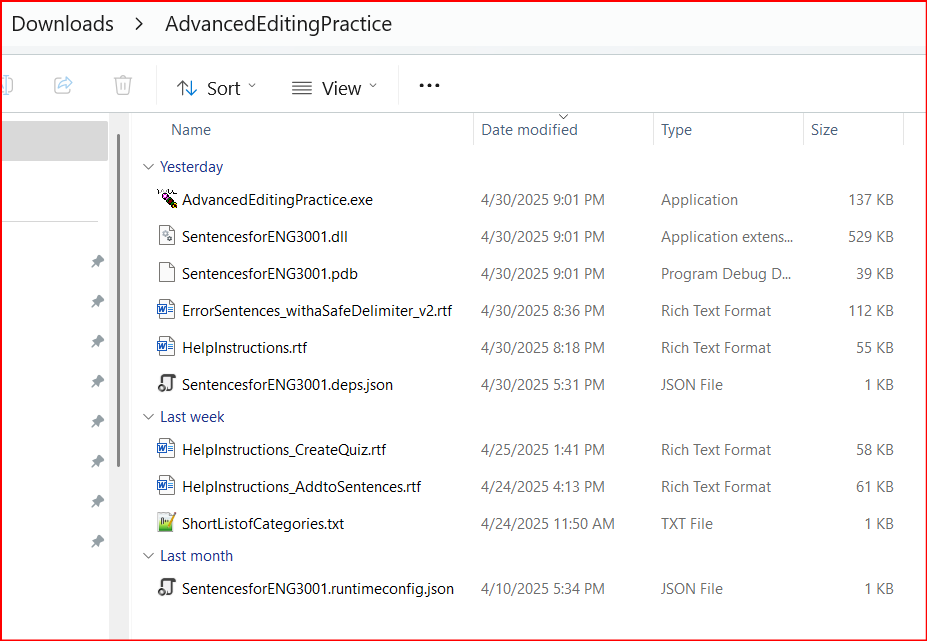 Downloads > AdvancedEditingPractice
Sort View ...
Name Date modified Type Size
Yesterday
AdvancedEditingPractice.exe 4/30/2025 9:01 PM Application 137 KB
SentencesforENG3001.dll 4/30/2025 9:01 PM Application extens... 529 KB
SentencesforENG3001.pdb 4/30/2025 9:01 PM Program Debug D... 39 KB
ErrorSentences_withaSafeDelimiter_v2.rtf 4/30/2025 8:36 PM Rich Text Format 112 KB
HelpInstructions.rtf 4/30/2025 8:18 PM Rich Text Format 55 KB
SentencesforENG3001.deps.json 4/30/2025 5:31 PM JSON File 1 KB
Last week
HelpInstructions_CreateQuiz.rtf 4/25/2025 1:41 PM Rich Text Format 58 KB
HelpInstructions_AddtoSentences.rtf 4/24/2025 4:13 PM Rich Text Format 61 KB
ShortListofCategories.txt 4/24/2025 11:50 AM TXT File 1 KB
Last month
SentencesforENG3001.runtimeconfig.json 4/10/2025 5:34 PM JSON File 1 KB